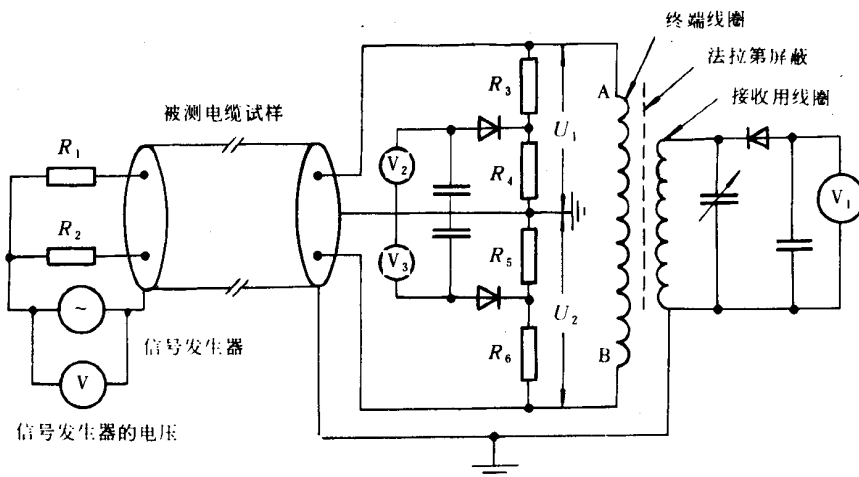 终端线圈
法拉第屏蔽
接收用线圈
被测电缆试样
R₃
A
U₁
R₁
V₂
R₄
V₁
R₂
V₃
R₅
U₂
~
信号发生器
R₆
B
V
信号发生器的电压